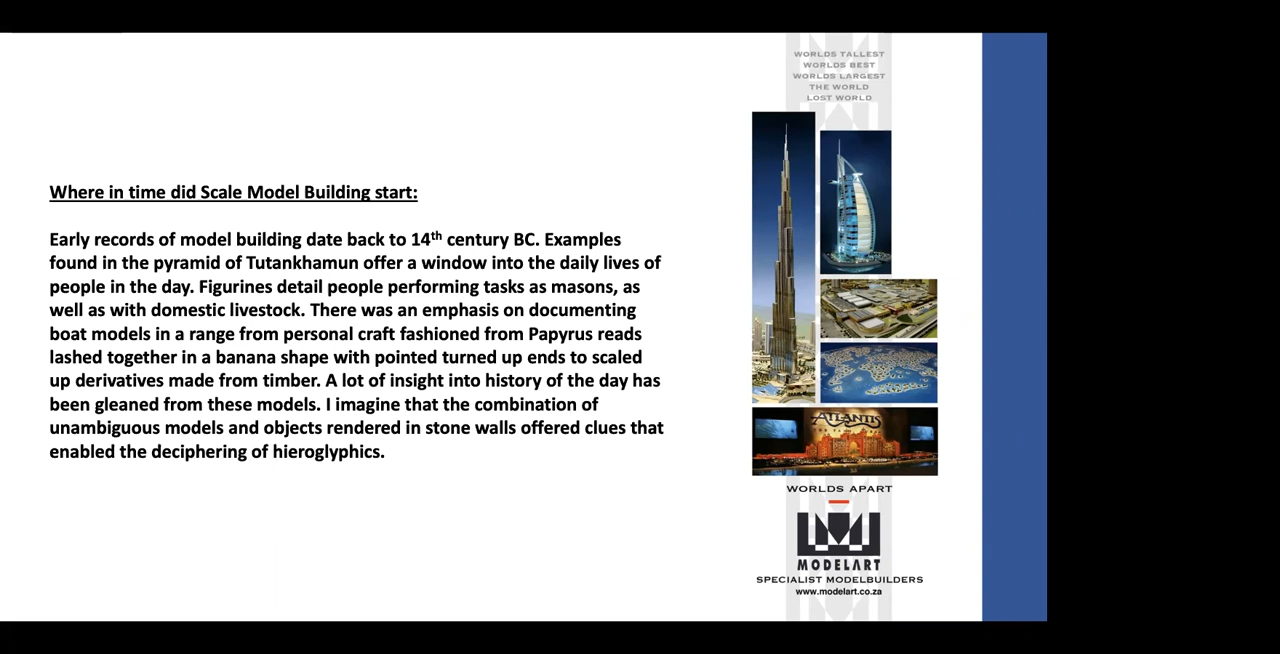 Where in time did Scale Model Building start:
Early records of model building date back to 14th century BC. Examples
found in the pyramid of Tutankhamun offer a window into the daily lives of
people in the day. Figurines detail people performing tasks as masons, as
well as with domestic livestock. There was an emphasis on documenting
boat models in a range from personal craft fashioned from Papyrus reads
lashed together in a banana shape with pointed turned up ends to scaled
up derivatives made from timber. A lot of insight into history of the day has
been gleaned from these models. I imagine that the combination of
unambiguous models and objects rendered in stone walls offered clues that
enabled the deciphering of hieroglyphics.
WORLDS TALLEST
WORLDS BEST
WORLDS LARGEST
THE WORLD
LOST WORLD
ATLANTIS
WORLDS APART
MODELART
SPECIALIST MODELBUILDERS
www.modelart.co.za